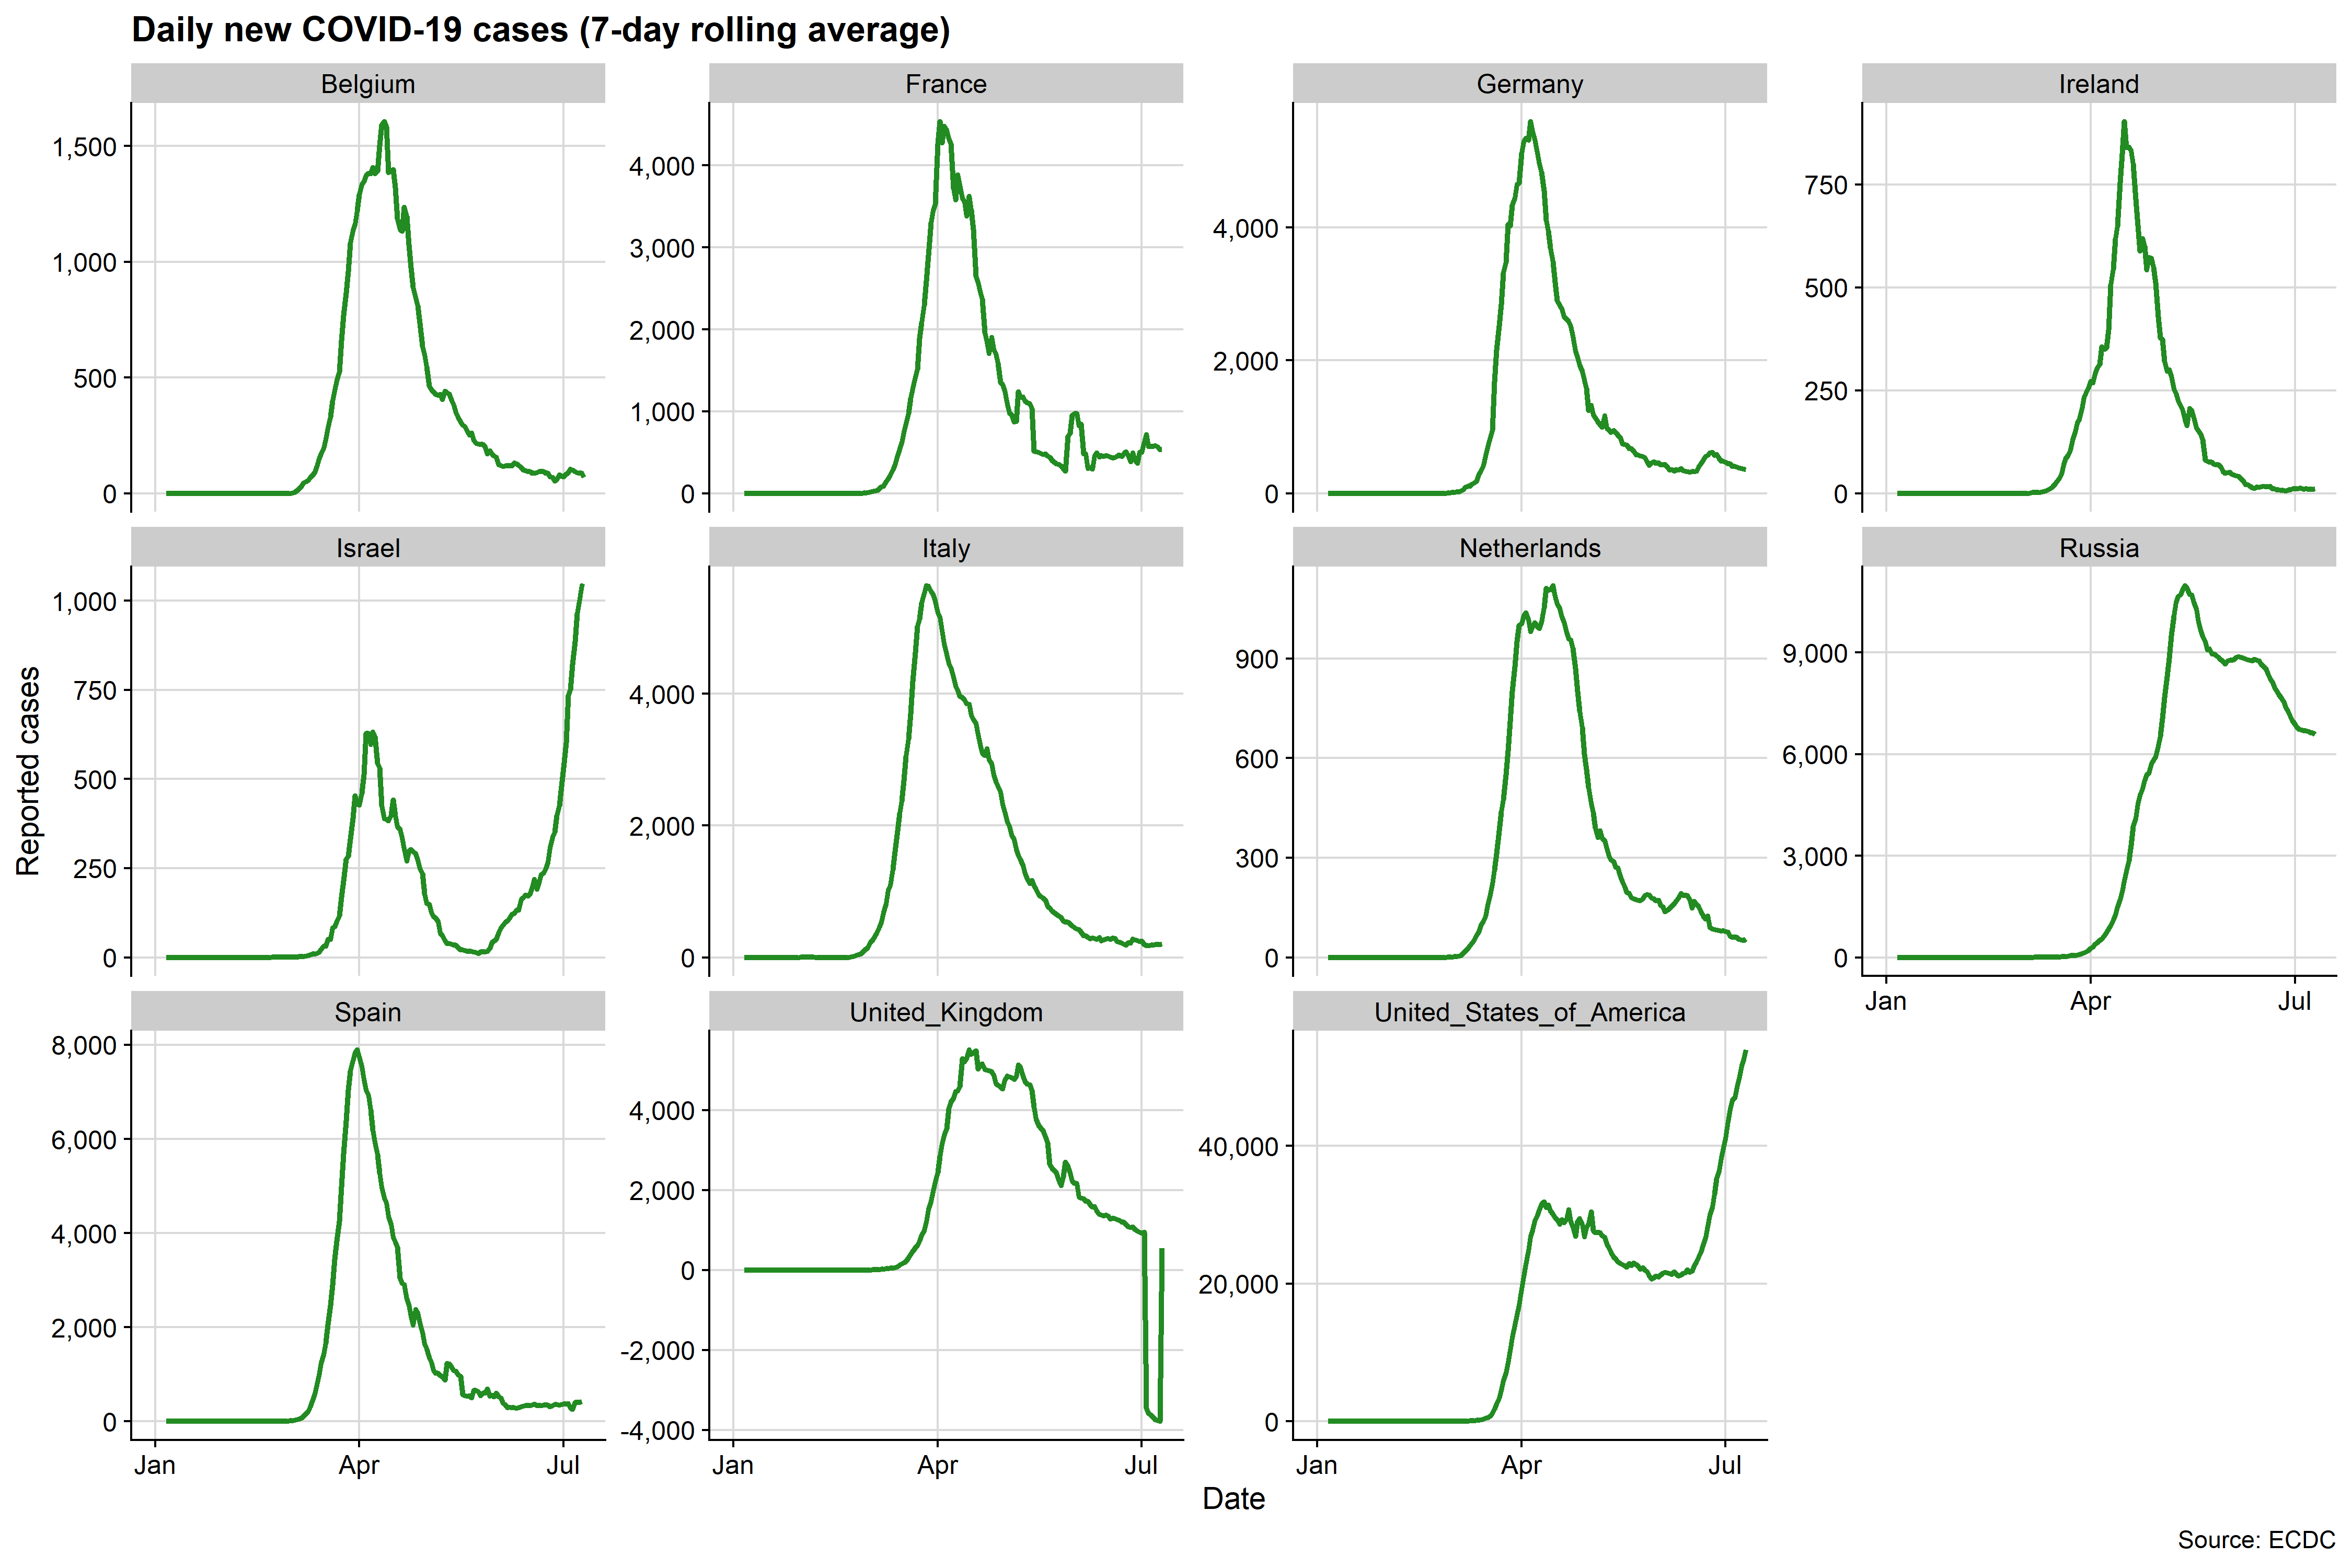 Daily new COVID-19 cases (7-day rolling average)
Belgium
France
Germany
Ireland
1,500
1,000
500
0
4,000
3,000
2,000
1,000
0
4,000
2,000
0
750
500
250
0
Israel
Italy
Netherlands
Russia
Reported cases
1,000
750
500
250
0
4,000
2,000
0
900
600
300
0
9,000
6,000
3,000
0
Jan Apr Jul
Spain
United_Kingdom
United_States_of_America
8,000
6,000
4,000
2,000
0
4,000
2,000
0
-2,000
-4,000
40,000
20,000
0
Jan Apr Jul
Jan Apr Jul
Jan Apr Jul
Date
Source: ECDC